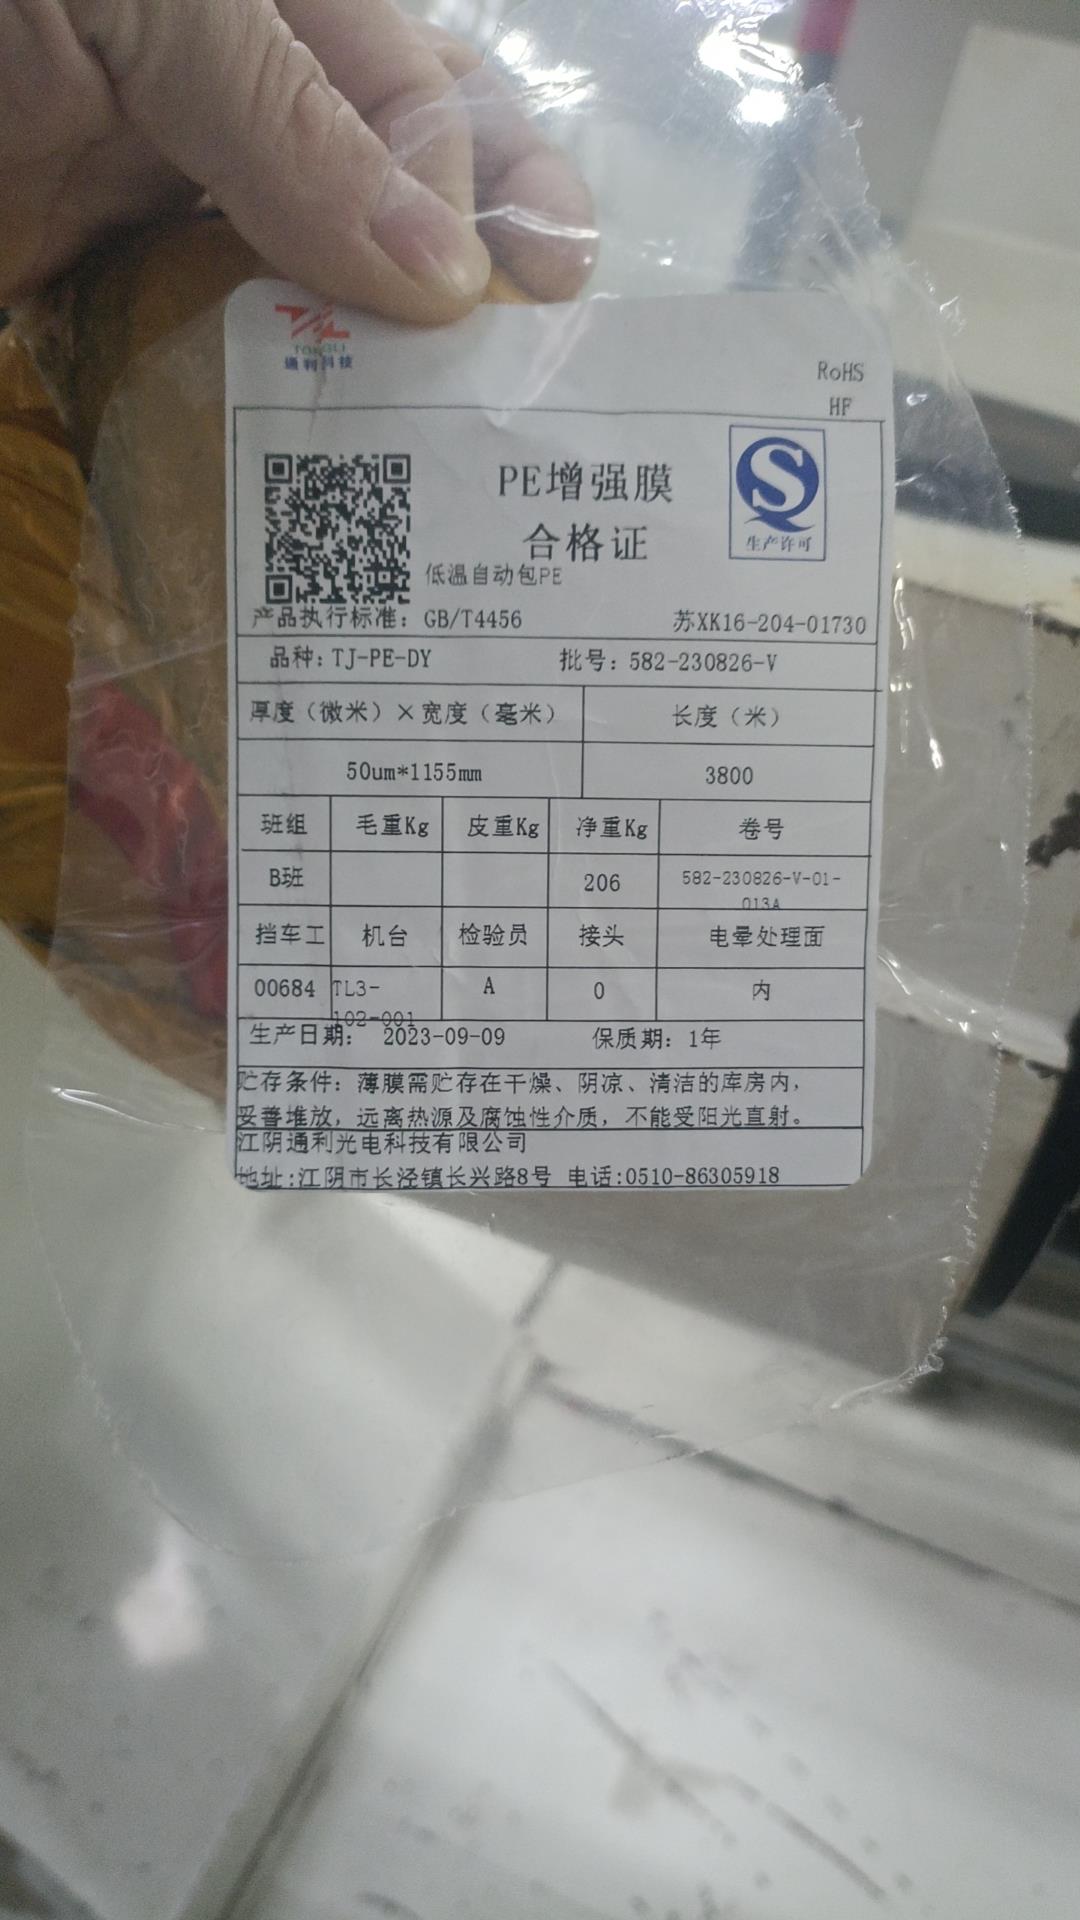 TONGLI
通利科技
RoHS
HF
PE增强膜
合格证
生产许可
低温自动包PE
产品执行标准：GB/T4456 苏XK16-204-01730
品种：TJ-PE-DY 批号：582-230826-V
厚度（微米）×宽度（毫米） 长度（米）
50um*1155mm 3800
班组 毛重Kg 皮重Kg 净重Kg 卷号
B班 206 582-230826-V-01-
013A
挡车工 机台 检验员 接头 电晕处理面
00684 TL3- A 0 内
102-001
生产日期： 2023-09-09 保质期：1年
贮存条件：薄膜需贮存在干燥、阴凉、清洁的库房内，
妥善堆放，远离热源及腐蚀性介质，不能受阳光直射。
江阴通利光电科技有限公司
地址:江阴市长泾镇长兴路8号 电话:0510-86305918